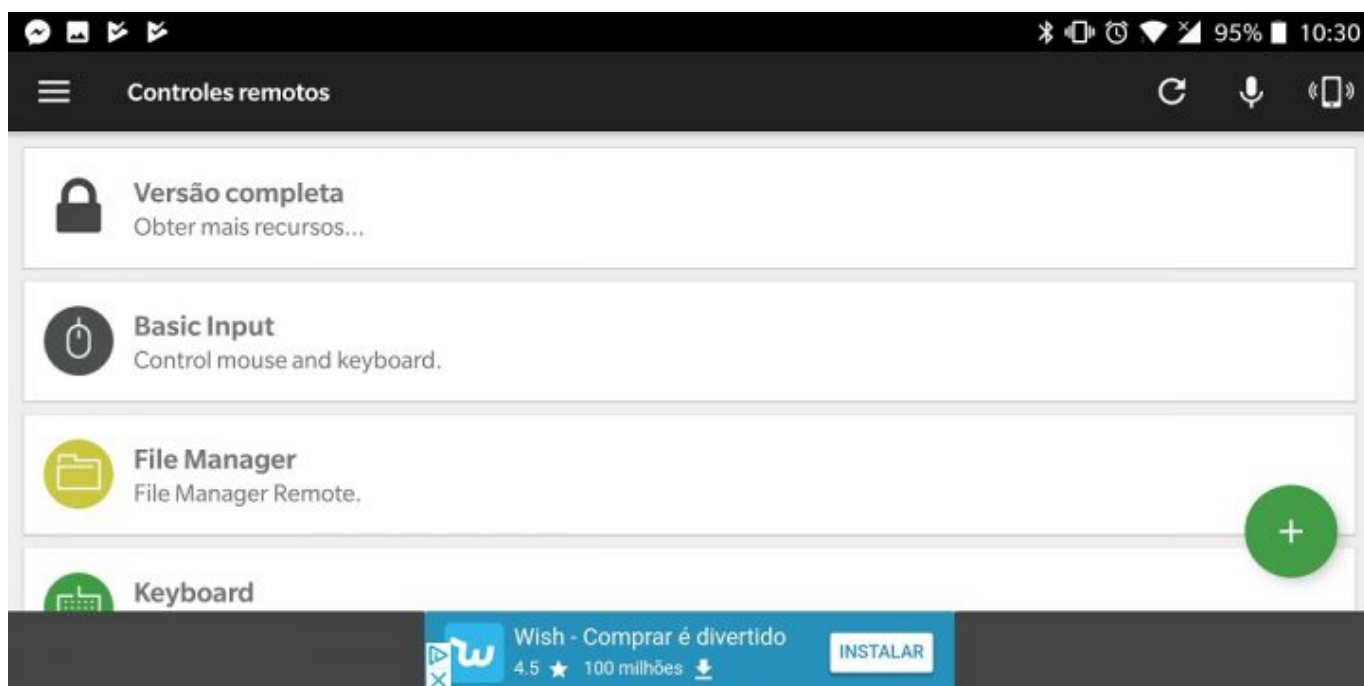 95% 10:30
Controles remotos
Versão completa
Obter mais recursos...
Basic Input
Control mouse and keyboard.
File Manager
File Manager Remote.
Keyboard
Wish - Comprar é divertido
4.5 ★ 100 milhões
INSTALAR